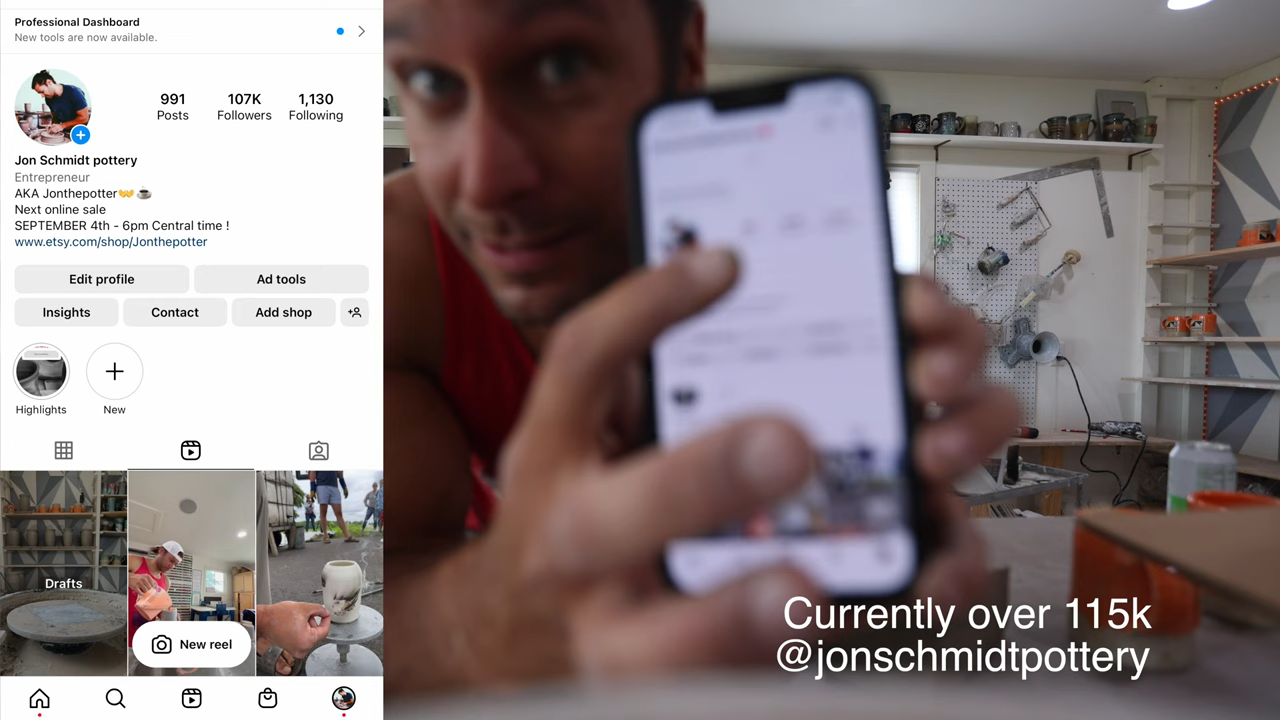 Professional Dashboard
New tools are now available.
991
Posts
107K
Followers
1,130
Following
Jon Schmidt pottery
Entrepreneur
AKA Jonthepotter👐☕
Next online sale
SEPTEMBER 4th - 6pm Central time !
www.etsy.com/shop/Jonthepotter
Edit profile
Ad tools
Insights
Contact
Add shop
Highlights
New
Drafts
New reel
Currently over 115k
@jonschmidtpottery